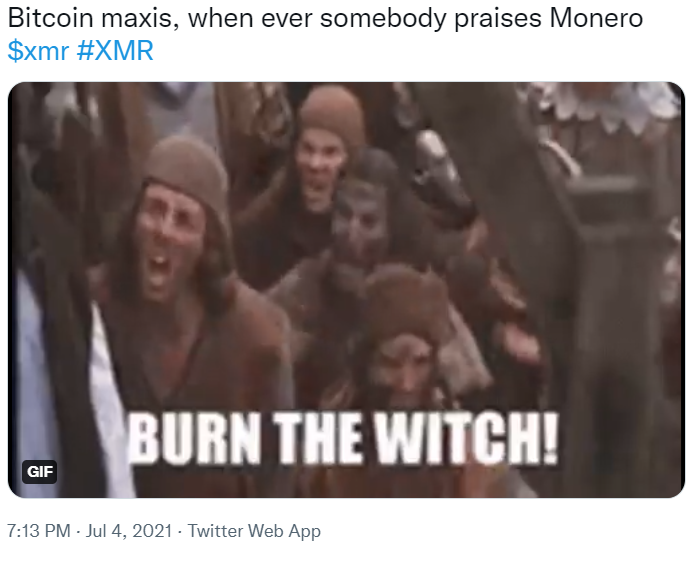 Bitcoin maxis, when ever somebody praises Monero
$xmr #XMR
BURN THE WITCH!
GIF
7:13 PM · Jul 4, 2021 · Twitter Web App